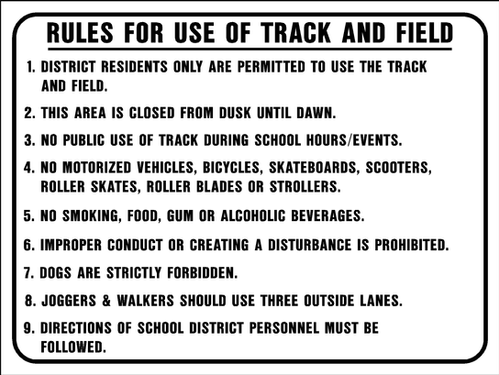 RULES FOR USE OF TRACK AND FIELD
1. DISTRICT RESIDENTS ONLY ARE PERMITTED TO USE THE TRACK
AND FIELD.
2. THIS AREA IS CLOSED FROM DUSK UNTIL DAWN.
3. NO PUBLIC USE OF TRACK DURING SCHOOL HOURS/EVENTS.
4. NO MOTORIZED VEHICLES, BICYCLES, SKATEBOARDS, SCOOTERS,
ROLLER SKATES, ROLLER BLADES OR STROLLERS.
5. NO SMOKING, FOOD, GUM OR ALCOHOLIC BEVERAGES.
6. IMPROPER CONDUCT OR CREATING A DISTURBANCE IS PROHIBITED.
7. DOGS ARE STRICTLY FORBIDDEN.
8. JOGGERS & WALKERS SHOULD USE THREE OUTSIDE LANES.
9. DIRECTIONS OF SCHOOL DISTRICT PERSONNEL MUST BE
FOLLOWED.